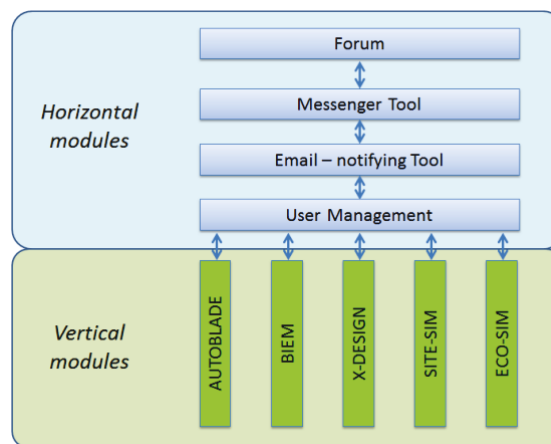 Forum
Horizontal
modules
Messenger Tool
Email – notifying Tool
User Management
Vertical
modules
AUTOBLADE
BIEM
X-DESIGN
SITE-SIM
ECO-SIM